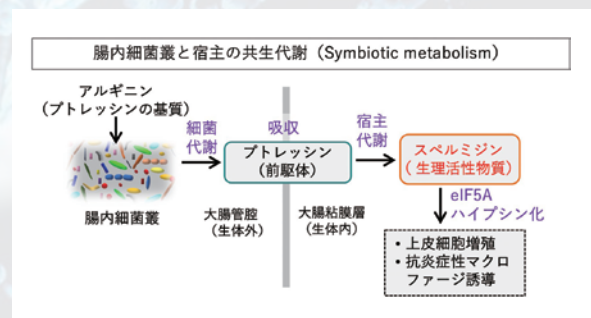 腸内細菌叢と宿主の共生代謝（Symbiotic metabolism）
アルギニン
（プトレッシンの基質）
細菌
代謝
吸収
宿主
代謝
プトレッシン
（前駆体）
スペルミジン
（生理活性物質）
腸内細菌叢
大腸管腔
（生体外）
大腸粘膜層
（生体内）
eIF5A
ハイプシン化
・上皮細胞増殖
・抗炎症性マクロ
ファージ誘導